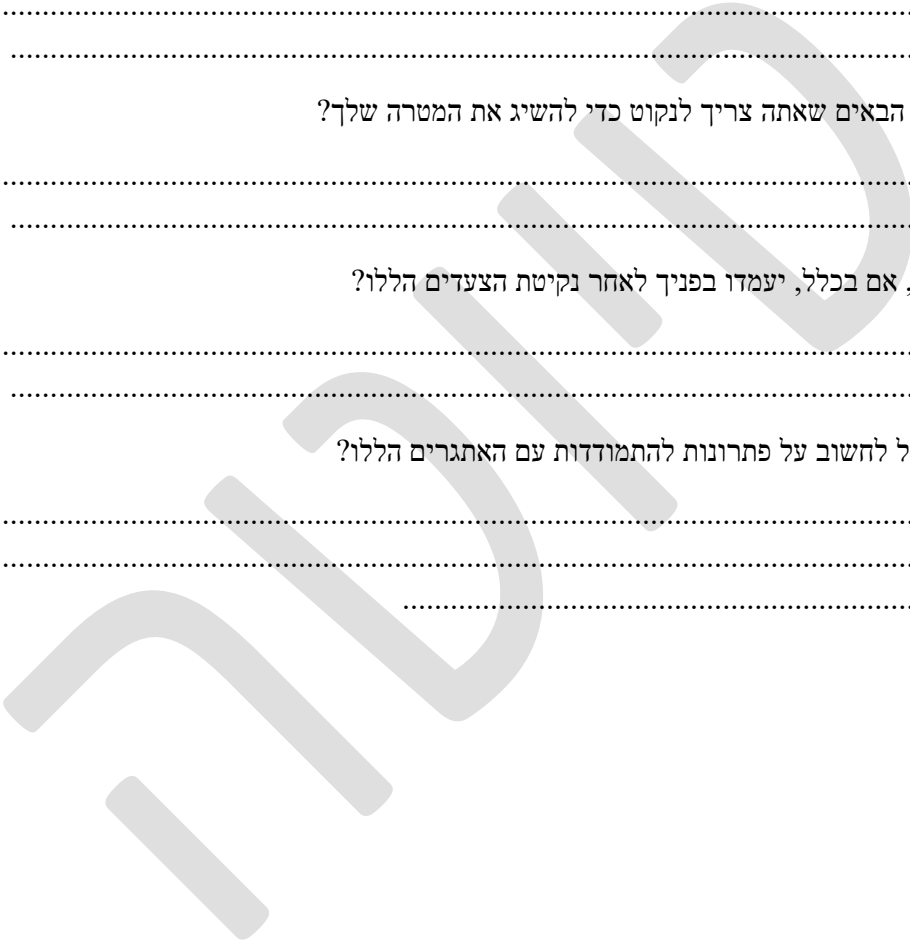 הבאים שאתה צריך לנקוט כדי להשיג את המטרה שלך?
, אם בכלל, יעמדו בפניך לאחר נקיטת הצעדים הללו?
ל לחשוב על פתרונות להתמודדות עם האתגרים הללו?
טיוטה